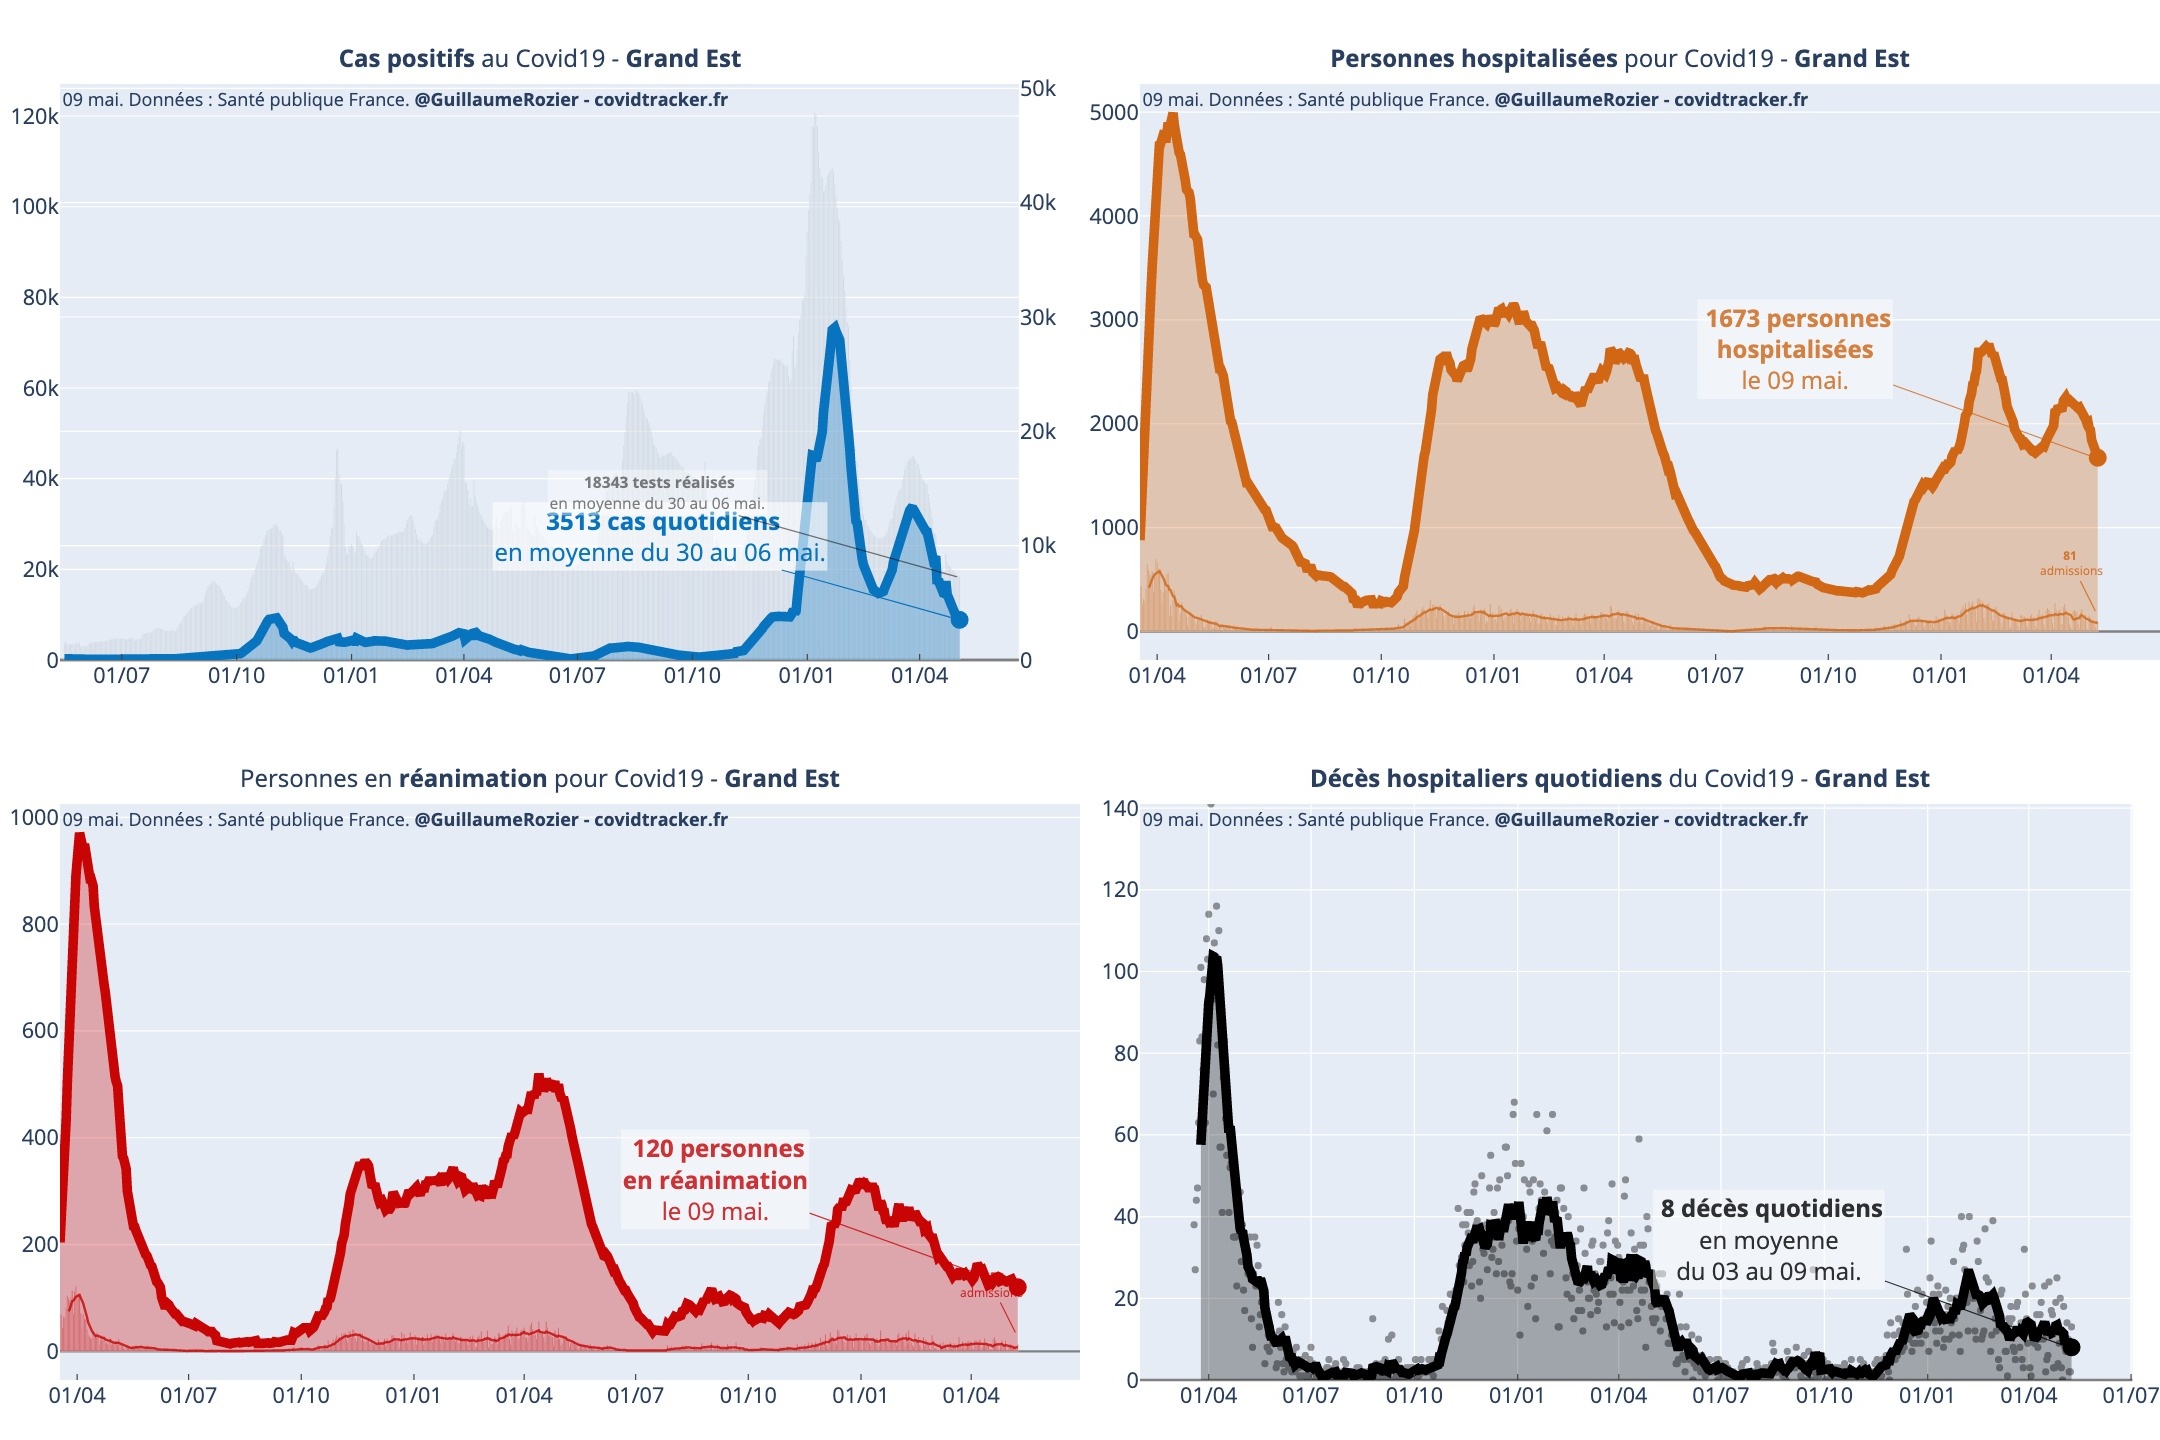 Cas positifs au Covid19 - Grand Est
09 mai. Données : Santé publique France. @GuillaumeRozier - covidtracker.fr
120k
100k
80k
60k
40k
20k
0
50k
40k
30k
20k
10k
0
18343 tests réalisés
en moyenne du 30 au 06 mai.
3513 cas quotidiens
en moyenne du 30 au 06 mai.
01/07 01/10 01/01 01/04 01/07 01/10 01/01 01/04
Personnes hospitalisées pour Covid19 - Grand Est
09 mai. Données : Santé publique France. @GuillaumeRozier - covidtracker.fr
5000
4000
3000
2000
1000
0
1673 personnes
hospitalisées
le 09 mai.
81
admissions
01/04 01/07 01/10 01/01 01/04 01/07 01/10 01/01 01/04
Personnes en réanimation pour Covid19 - Grand Est
09 mai. Données : Santé publique France. @GuillaumeRozier - covidtracker.fr
1000
800
600
400
200
0
120 personnes
en réanimation
le 09 mai.
admissions
01/04 01/07 01/10 01/01 01/04 01/07 01/10 01/01 01/04
Décès hospitaliers quotidiens du Covid19 - Grand Est
09 mai. Données : Santé publique France. @GuillaumeRozier - covidtracker.fr
140
120
100
80
60
40
20
0
8 décès quotidiens
en moyenne
du 03 au 09 mai.
01/04 01/07 01/10 01/01 01/04 01/07 01/10 01/01 01/04 01/07